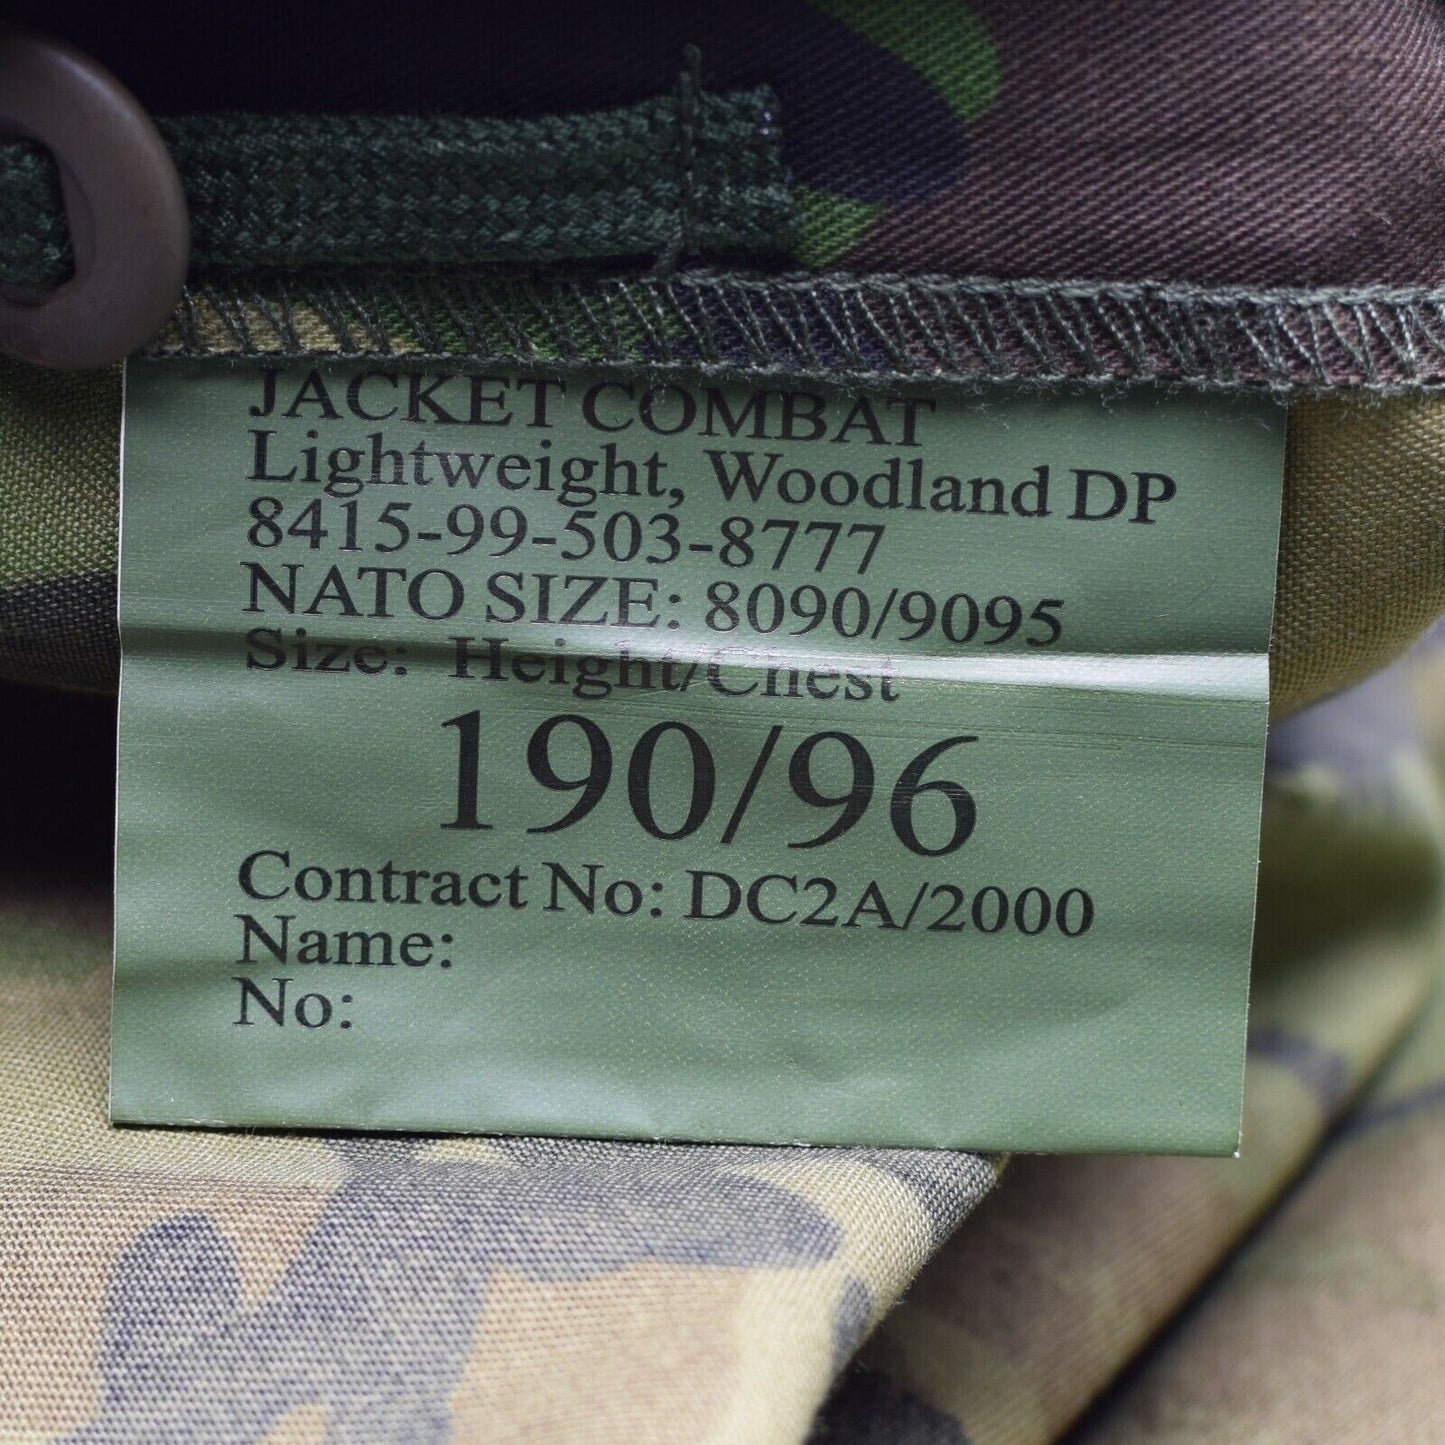 JACKET COMBAT
Lightweight, Woodland DP
8415-99-503-8777
NATO SIZE: 8090/9095
Size: Height/Chest
190/96
Contract No: DC2A/2000
Name:
No: